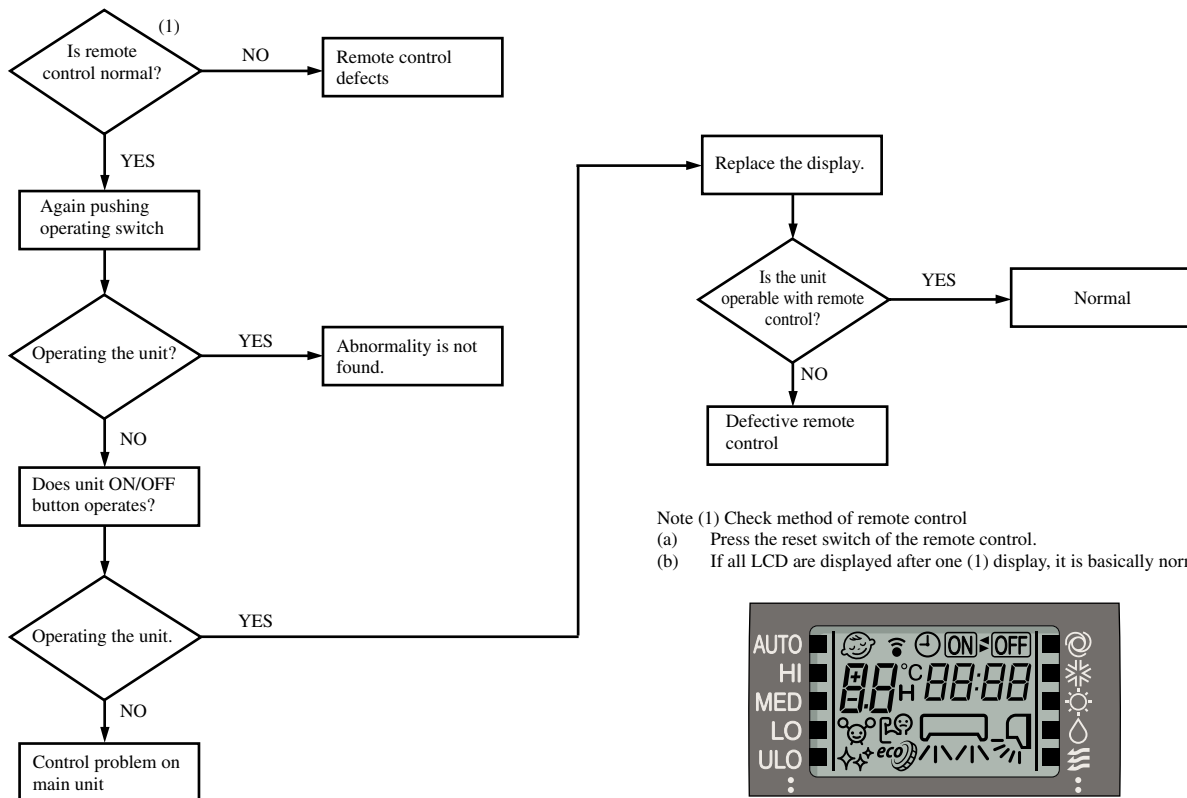 (1)
Is remote
control normal?
NO
Remote control
defects
YES
Again pushing
operating switch
Operating the unit?
YES
Abnormality is not
found.
NO
Does unit ON/OFF
button operates?
Operating the unit.
YES
NO
Control problem on
main unit
Replace the display.
Is the unit
operable with remote
control?
YES
Normal
NO
Defective remote
control
Note (1) Check method of remote control
(a) Press the reset switch of the remote control.
(b) If all LCD are displayed after one (1) display, it is basically nor
AUTO
HI
MED
LO
ULO
ON
OFF
88
°C
H
88:88
eco